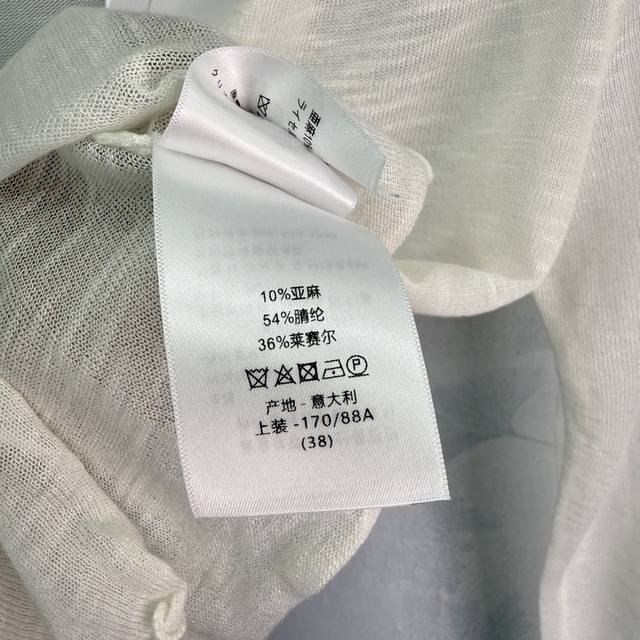 10%亚麻
54%腈纶
36%莱赛尔
产地 - 意大利
上装 -170/88A
(38)